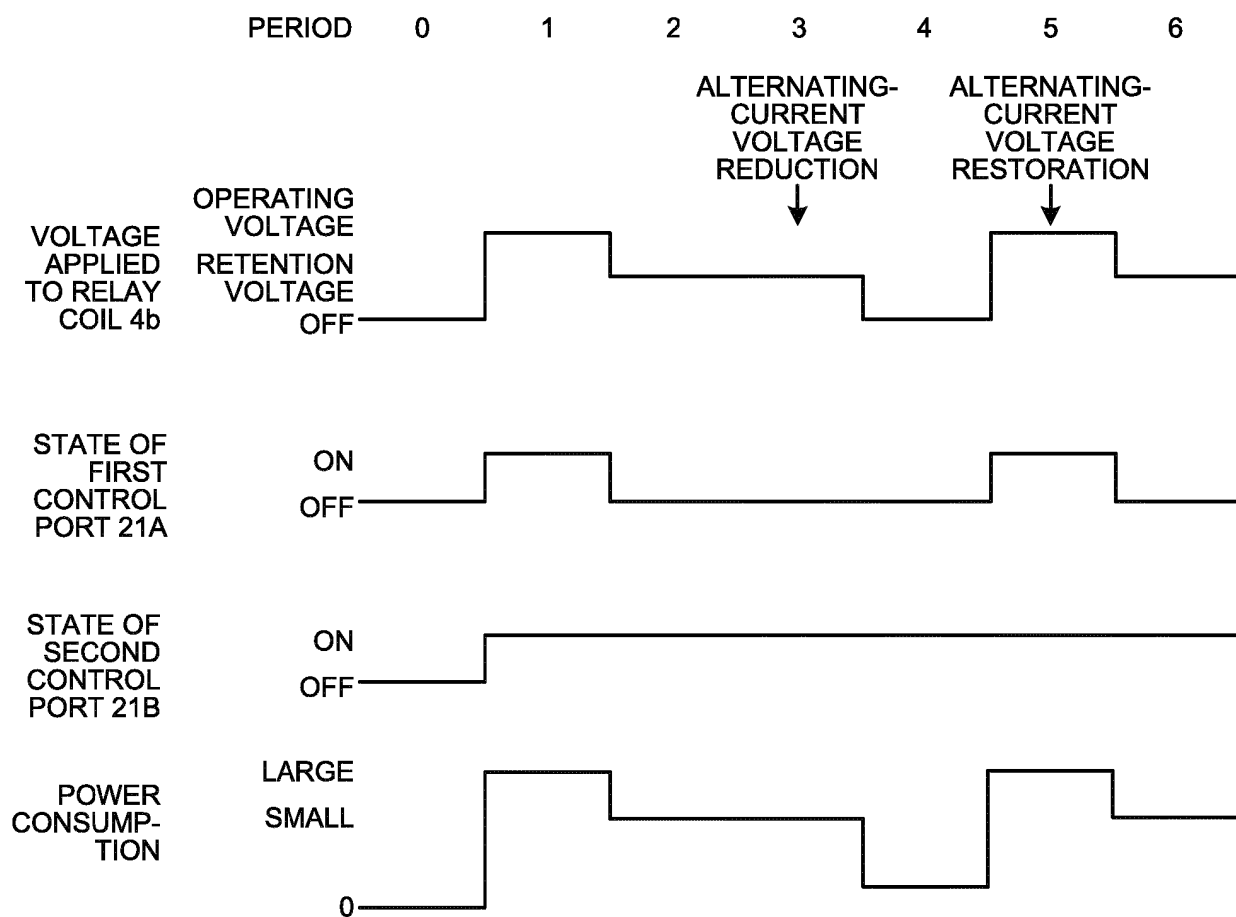 PERIOD 0 1 2 3 4 5 6
ALTERNATING-
CURRENT
VOLTAGE
REDUCTION
ALTERNATING-
CURRENT
VOLTAGE
RESTORATION
VOLTAGE
APPLIED
TO RELAY
COIL 4b
OPERATING
VOLTAGE
RETENTION
VOLTAGE
OFF
STATE OF
FIRST
CONTROL
PORT 21A
ON
OFF
STATE OF
SECOND
CONTROL
PORT 21B
ON
OFF
POWER
CONSUMP-
TION
LARGE
SMALL
0